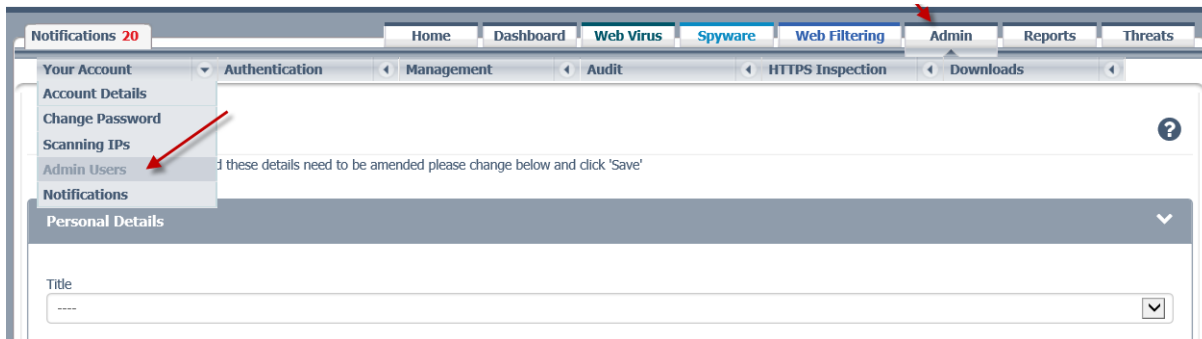 Notifications 20 Home Dashboard Web Virus Spyware Web Filtering Admin Reports Threats
Your Account Authentication Management Audit HTTPS Inspection Downloads
Account Details
Change Password
Scanning IPs
Admin Users
these details need to be amended please change below and click 'Save'
Notifications
Personal Details
Title
----